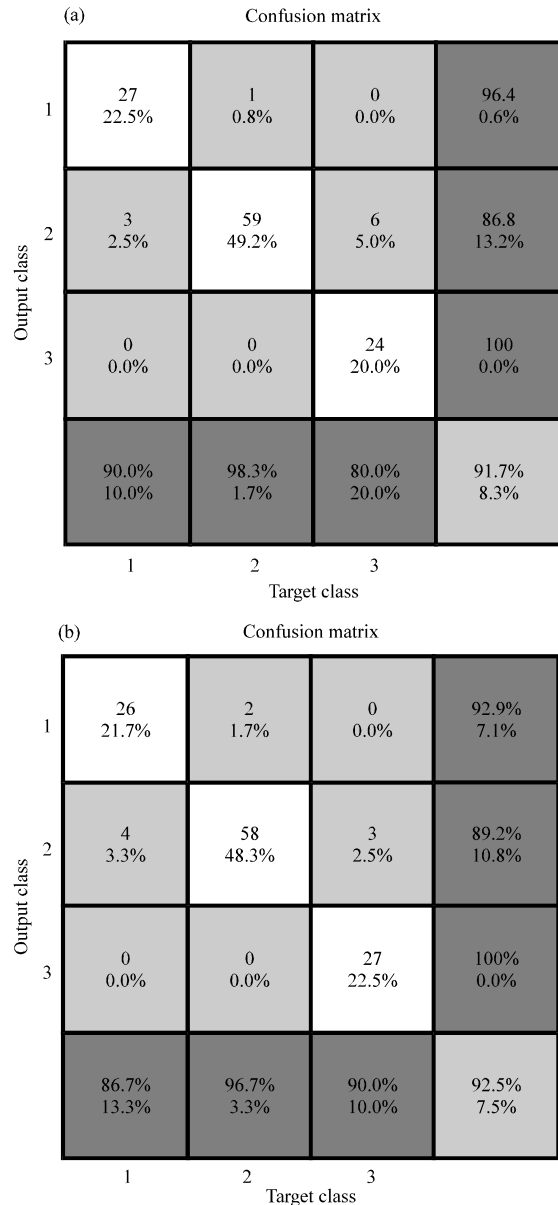 (a) Confusion matrix
1 27 1 0 96.4
22.5% 0.8% 0.0% 0.6%
2 3 59 6 86.8
2.5% 49.2% 5.0% 13.2%
3 0 0 24 100
0.0% 0.0% 20.0% 0.0%
Output class
90.0% 98.3% 80.0% 91.7%
10.0% 1.7% 20.0% 8.3%
1 2 3
Target class
(b) Confusion matrix
1 26 2 0 92.9%
21.7% 1.7% 0.0% 7.1%
2 4 58 3 89.2%
3.3% 48.3% 2.5% 10.8%
3 0 0 27 100%
0.0% 0.0% 22.5% 0.0%
Output class
86.7% 96.7% 90.0% 92.5%
13.3% 3.3% 10.0% 7.5%
1 2 3
Target class